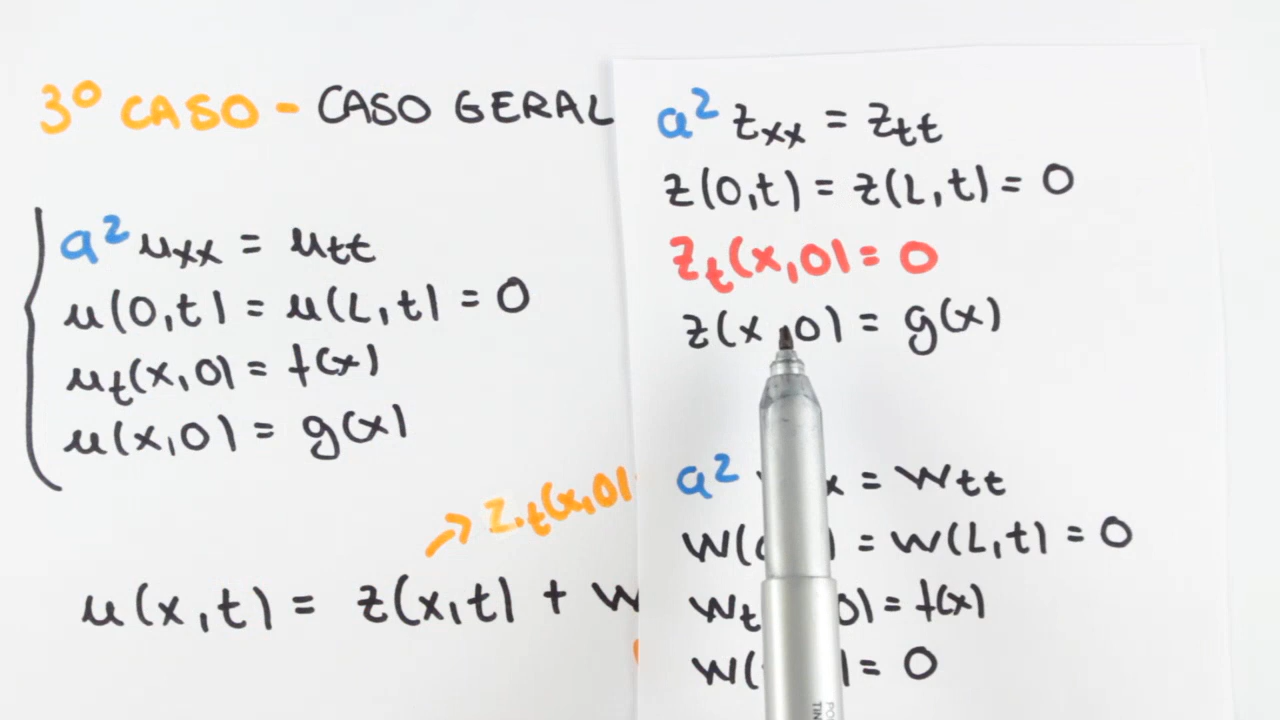 3º CASO - CASO GERAL
a² uxx = utt
u(0,t) = u(L,t) = 0
ut(x,0) = f(x)
u(x,0) = g(x)
→ zt(x,0)
u(x,t) = z(x,t) + w
a² zxx = ztt
z(0,t) = z(L,t) = 0
zt(x,0) = 0
z(x,0) = g(x)
a² x = wtt
w( = w(L,t) = 0
wt 0) = f(x)
w( ) = 0